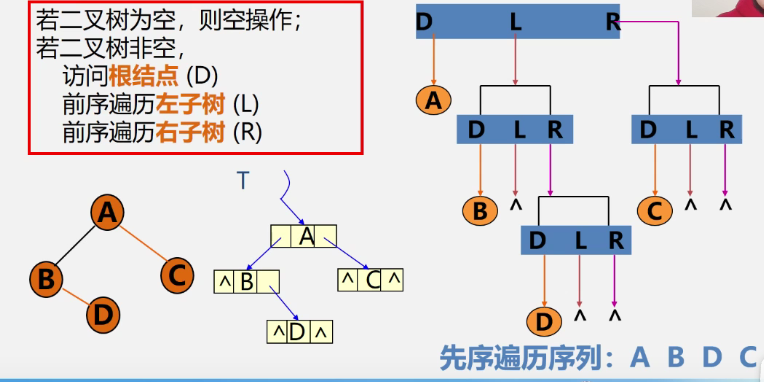 若二叉树为空，则空操作；
若二叉树非空，
访问根结点 (D)
前序遍历左子树 (L)
前序遍历右子树 (R)
D L R
A
D L R
D L R
B ^
C ^ ^
D L R
D ^ ^
A
B
C
D
T
A
^ B
^ C ^
^ D ^
先序遍历序列：A B D C